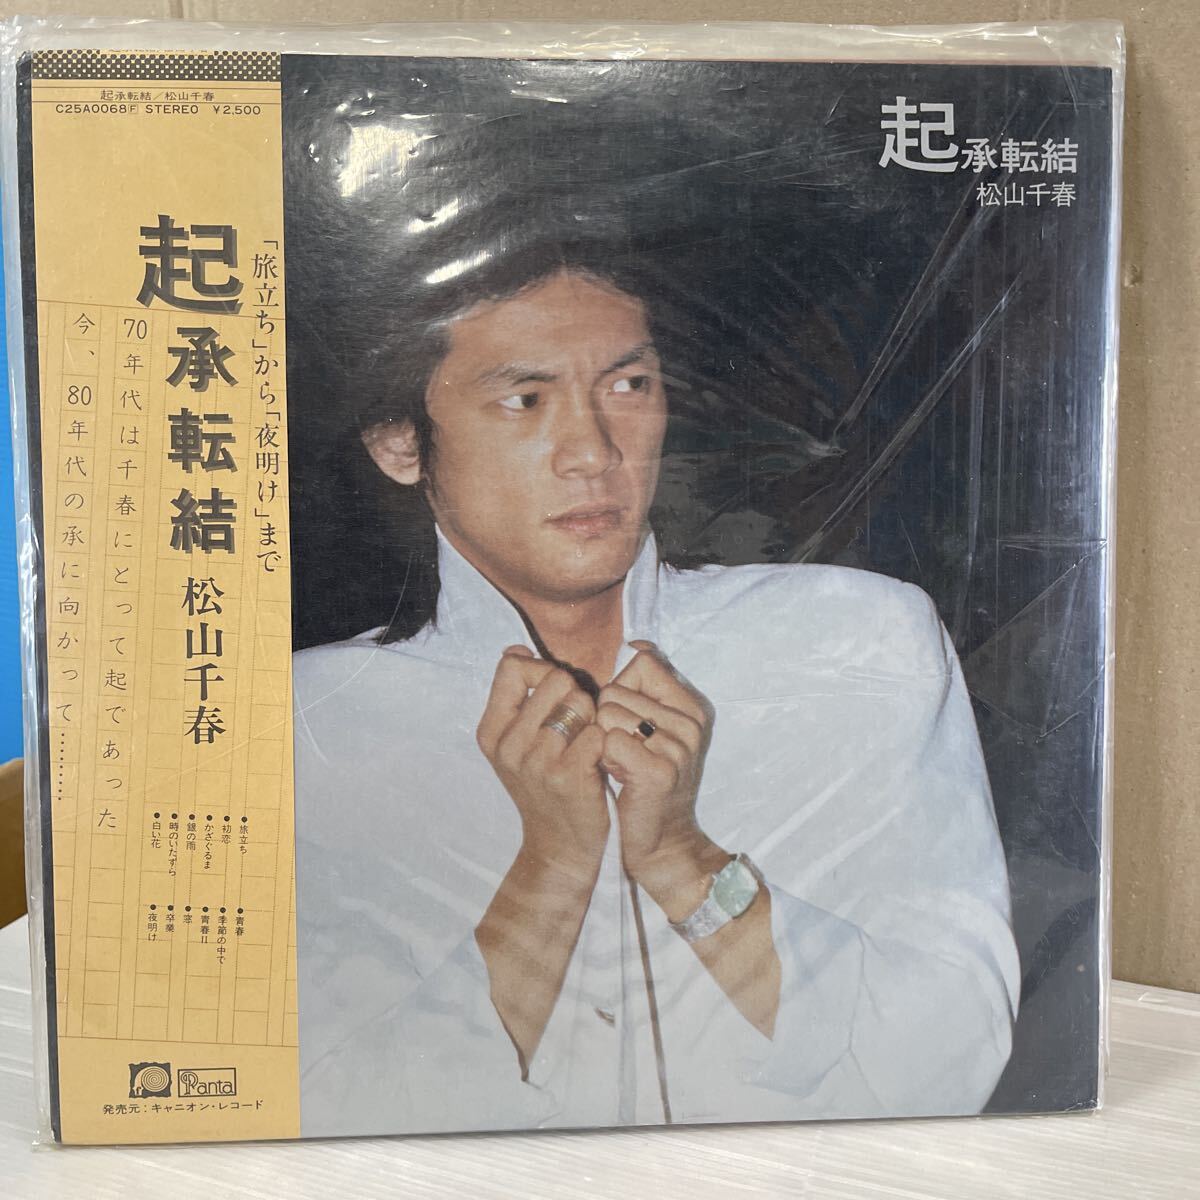 起承転結／松山千春
C25A0068F STEREO ￥2,500
「旅立ち」から「夜明け」まで
起承転結 松山千春
70年代は千春にとって起であった
今、80年代の承に向かって………
●旅立ち
●初恋
●かざぐるま
●銀の雨
●時のいたずら
●白い花
●青春
●季節の中で
●青春II
●窓
●卒業
●夜明け
Panta
発売元：キャニオン・レコード
起承転結
松山千春